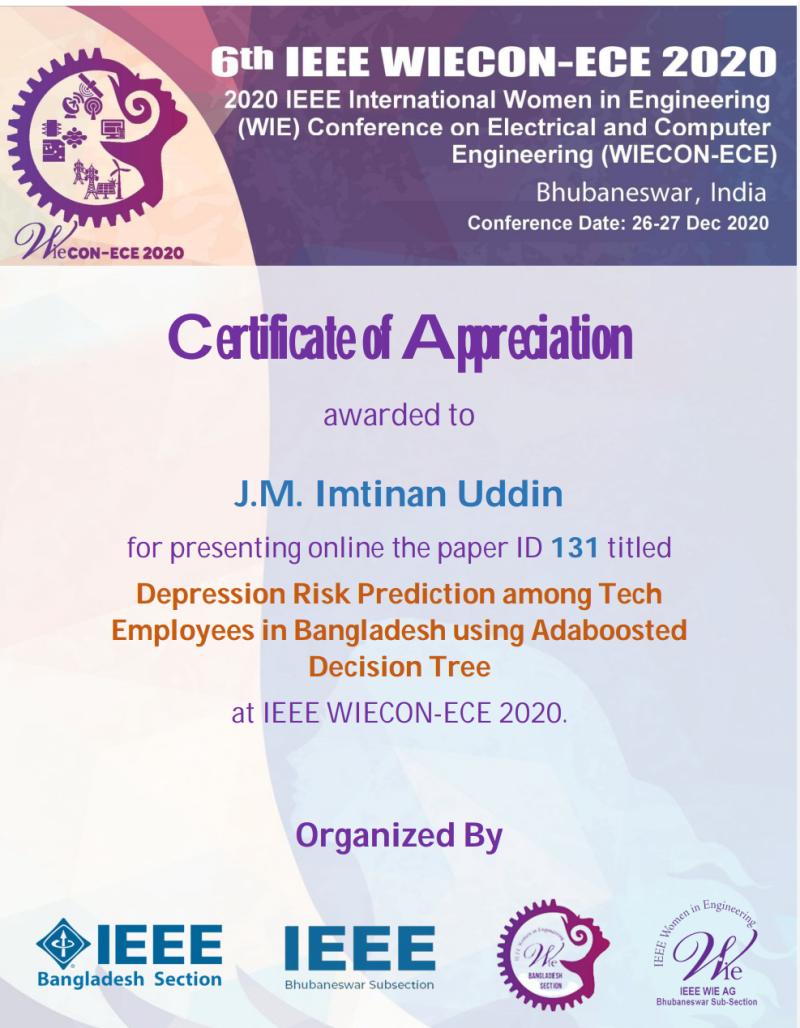 6th IEEE WIECON-ECE 2020
2020 IEEE International Women in Engineering
(WIE) Conference on Electrical and Computer
Engineering (WIECON-ECE)
Bhubaneswar, India
Conference Date: 26-27 Dec 2020
WieCON-ECE 2020
Certificate of Appreciation
awarded to
J.M. Imtinan Uddin
for presenting online the paper ID 131 titled
Depression Risk Prediction among Tech
Employees in Bangladesh using Adaboosted
Decision Tree
at IEEE WIECON-ECE 2020.
Organized By
IEEE
Bangladesh Section
IEEE
Bhubaneswar Subsection
IEEE Women in Engineering
Wie
BANGLADESH
SECTION
IEEE Women in Engineering
Wie
IEEE WIE AG
Bhubaneswar Sub-Section